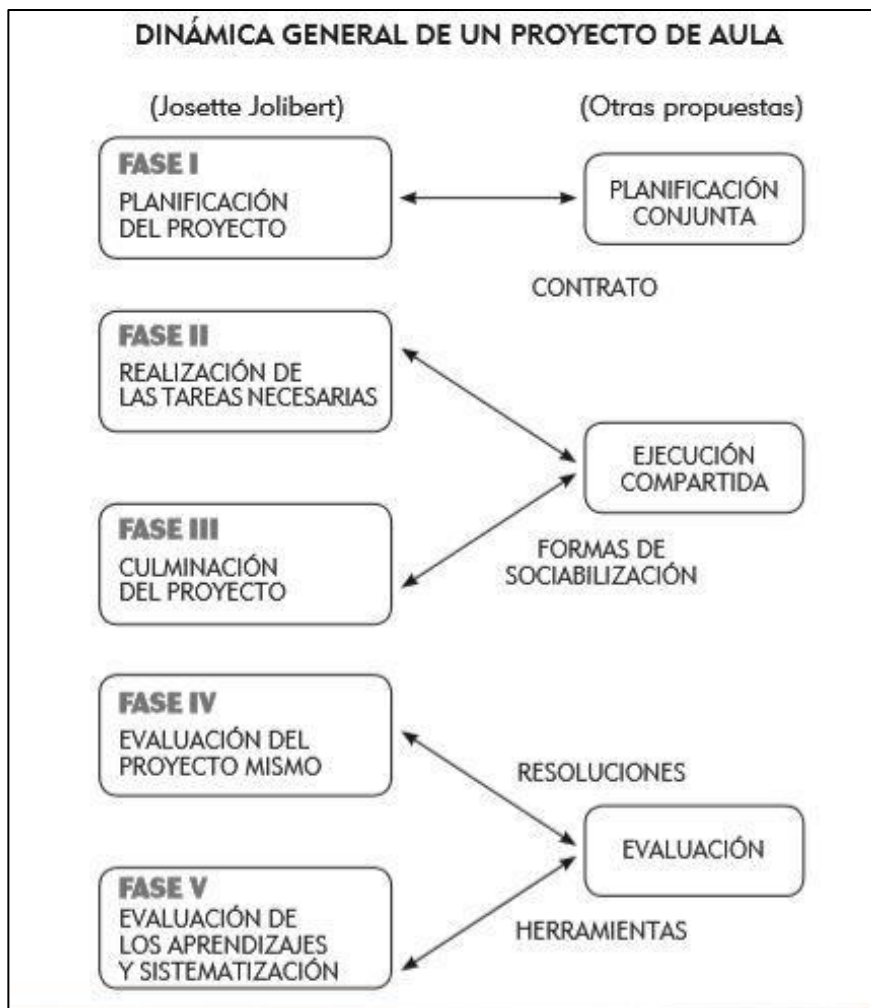 DINÁMICA GENERAL DE UN PROYECTO DE AULA
(Josette Jolibert)
(Otras propuestas)
FASE I
PLANIFICACIÓN
DEL PROYECTO
PLANIFICACIÓN
CONJUNTA
CONTRATO
FASE II
REALIZACIÓN DE
LAS TAREAS NECESARIAS
EJECUCIÓN
COMPARTIDA
FASE III
CULMINACIÓN
DEL PROYECTO
FORMAS DE
SOCIABILIZACIÓN
FASE IV
EVALUACIÓN DEL
PROYECTO MISMO
RESOLUCIONES
EVALUACIÓN
FASE V
EVALUACIÓN DE
LOS APRENDIZAJES
Y SISTEMATIZACIÓN
HERRAMIENTAS